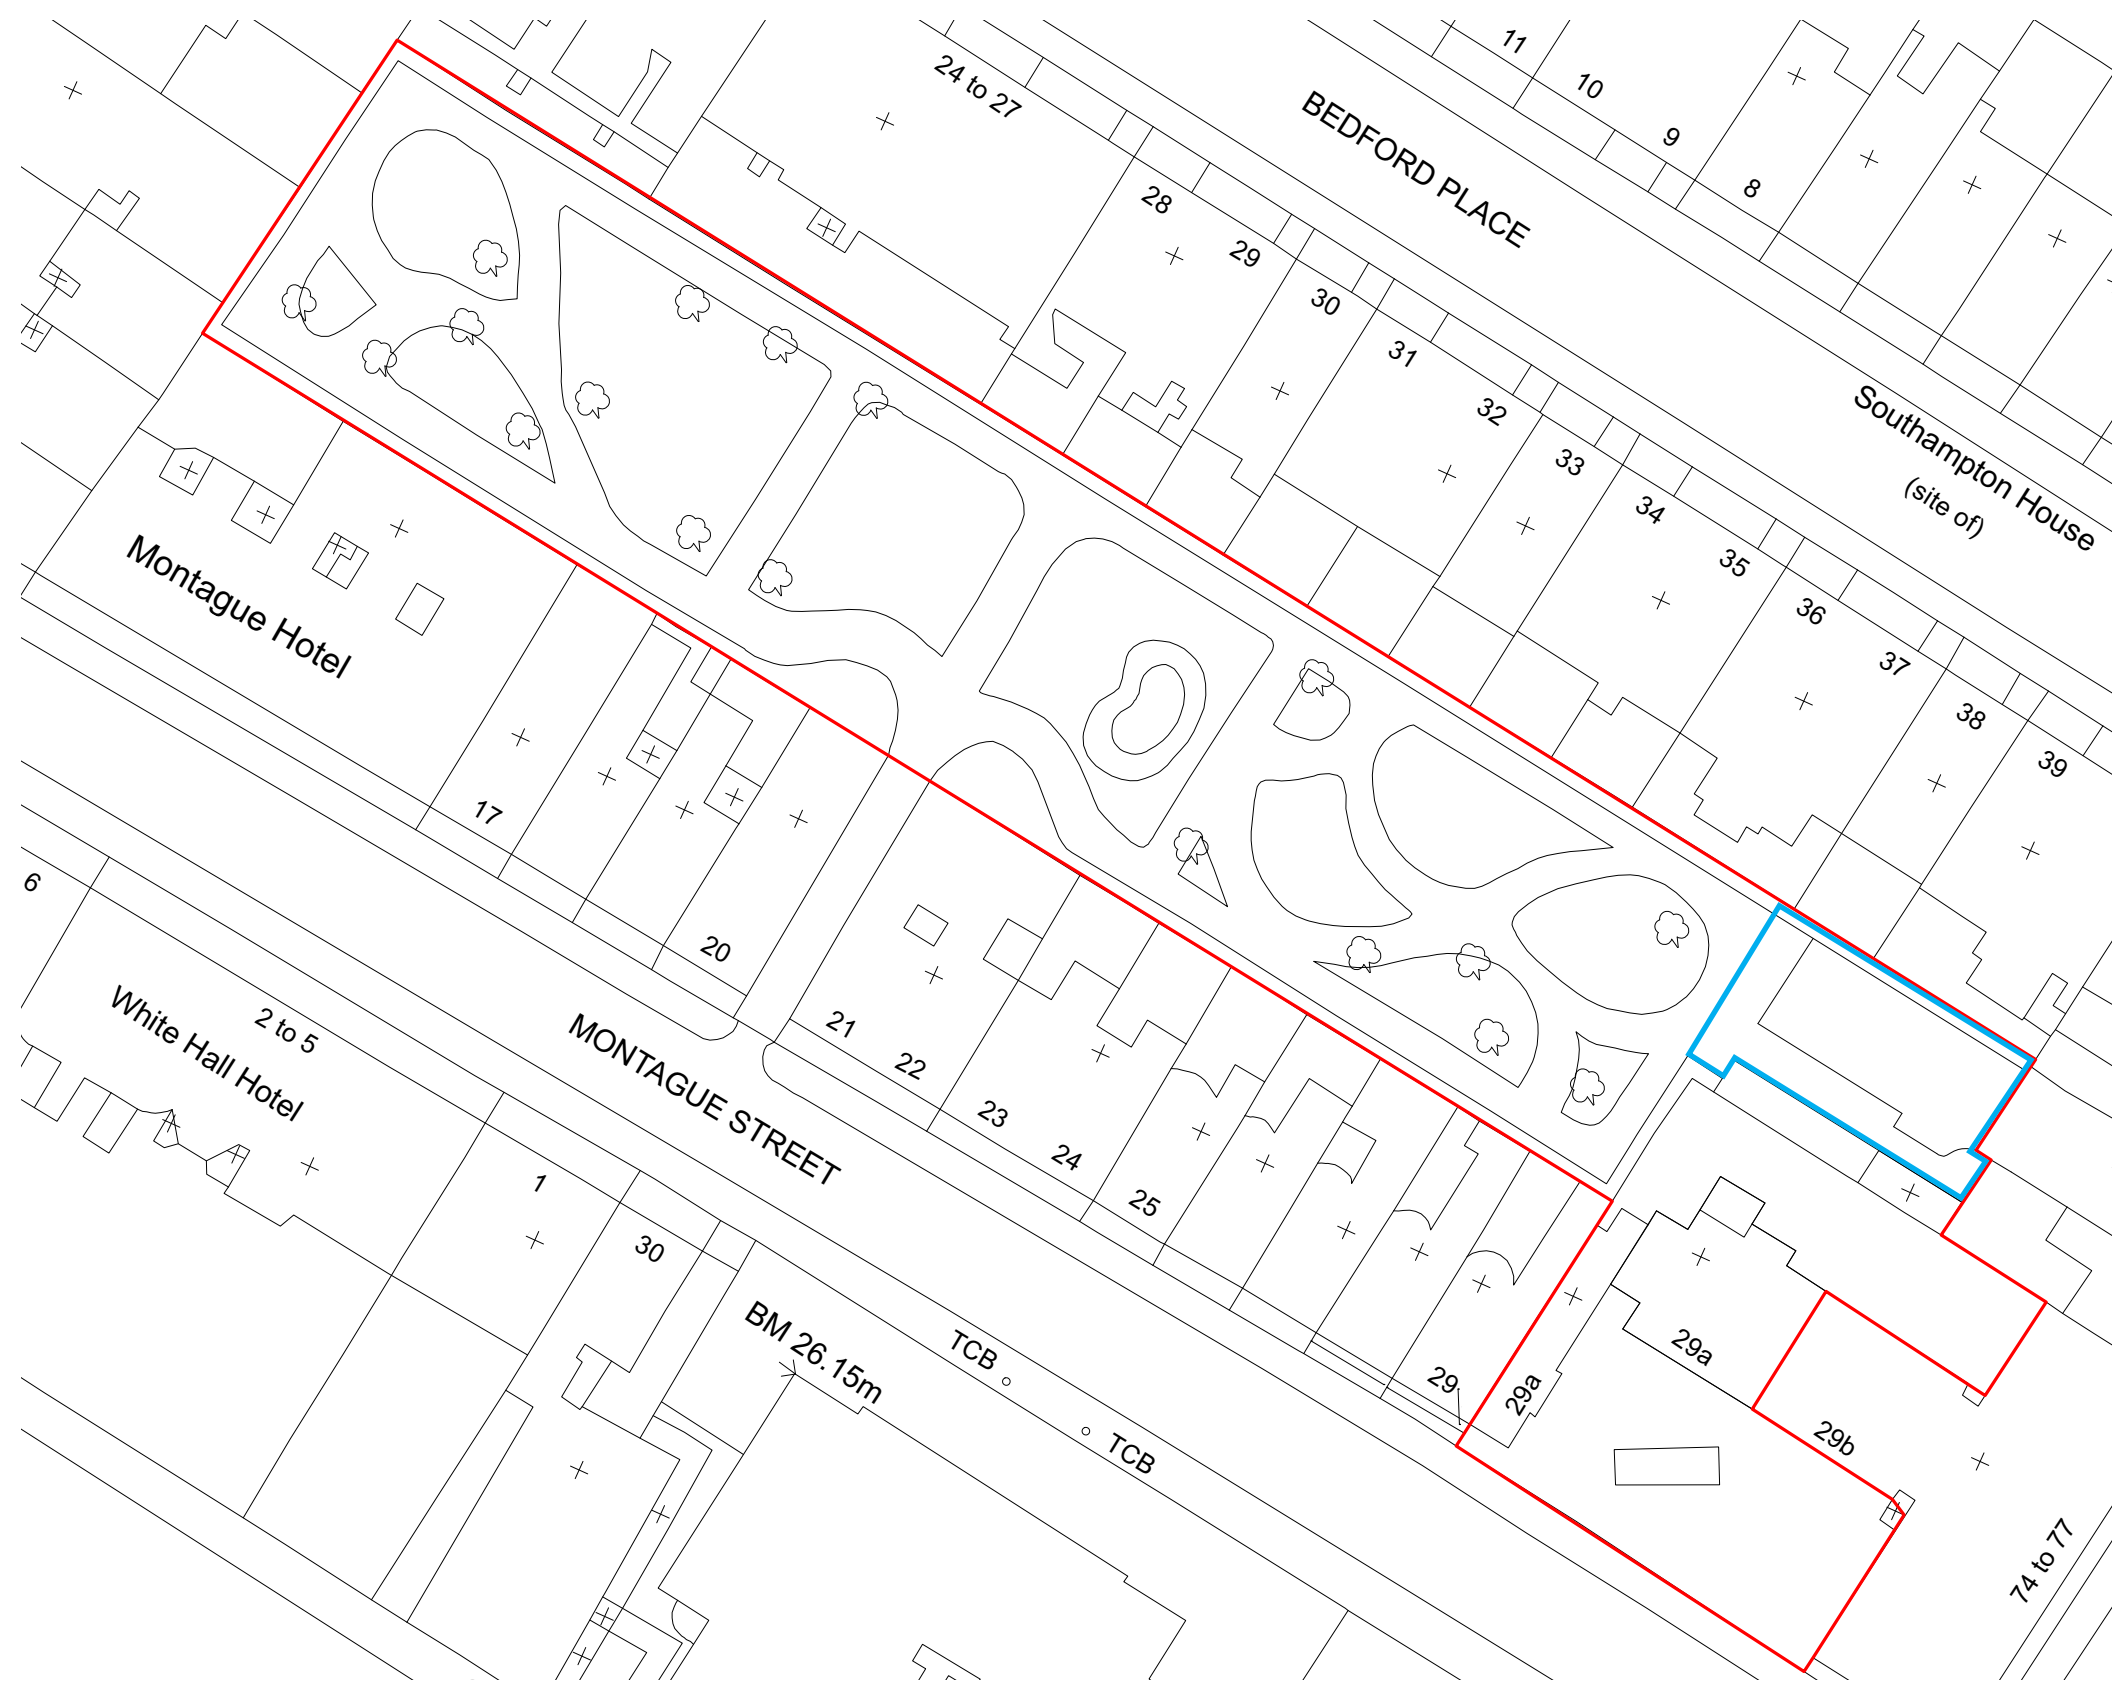 11
10
9
8
24 to 27
BEDFORD PLACE
28
29
30
31
32
33
34
35
36
37
38
39
Southampton House
(site of)
Montague Hotel
17
20
6
2 to 5
White Hall Hotel
MONTAGUE STREET
21
22
23
24
25
1
30
BM 26.15m
TCB
TCB
29
29a
29a
29b
74 to 77